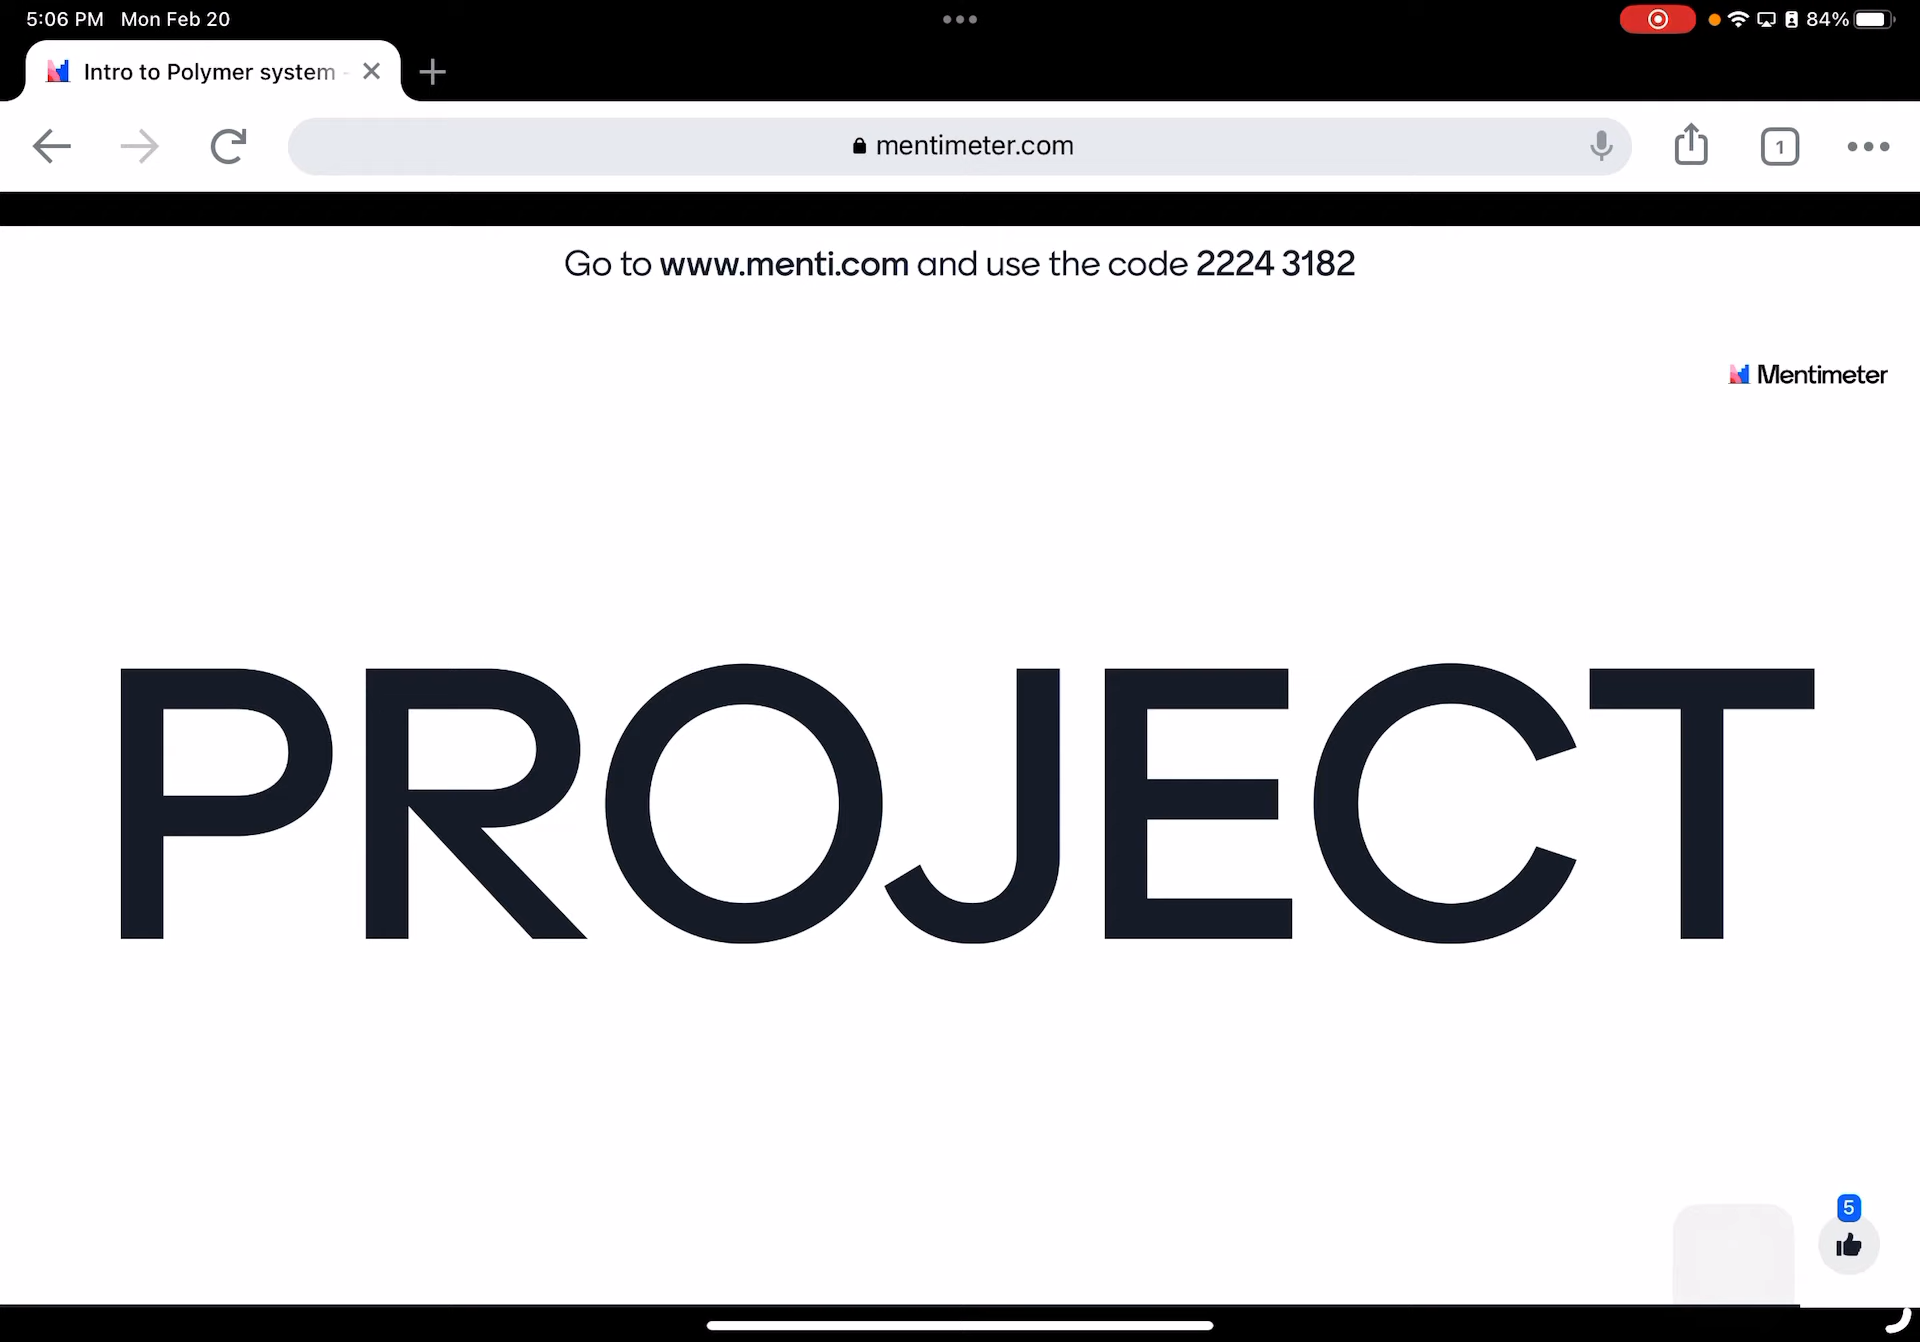 5:06 PM Mon Feb 20
84%
Intro to Polymer system -
mentimeter.com
1
Go to www.menti.com and use the code 2224 3182
Mentimeter
PROJECT
5